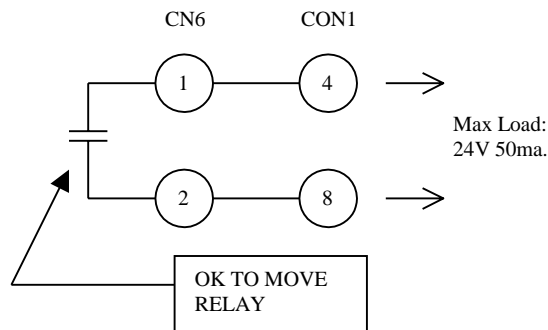 CN6 CON1
1 4
Max Load:
24V 50ma.
2 8
OK TO MOVE
RELAY